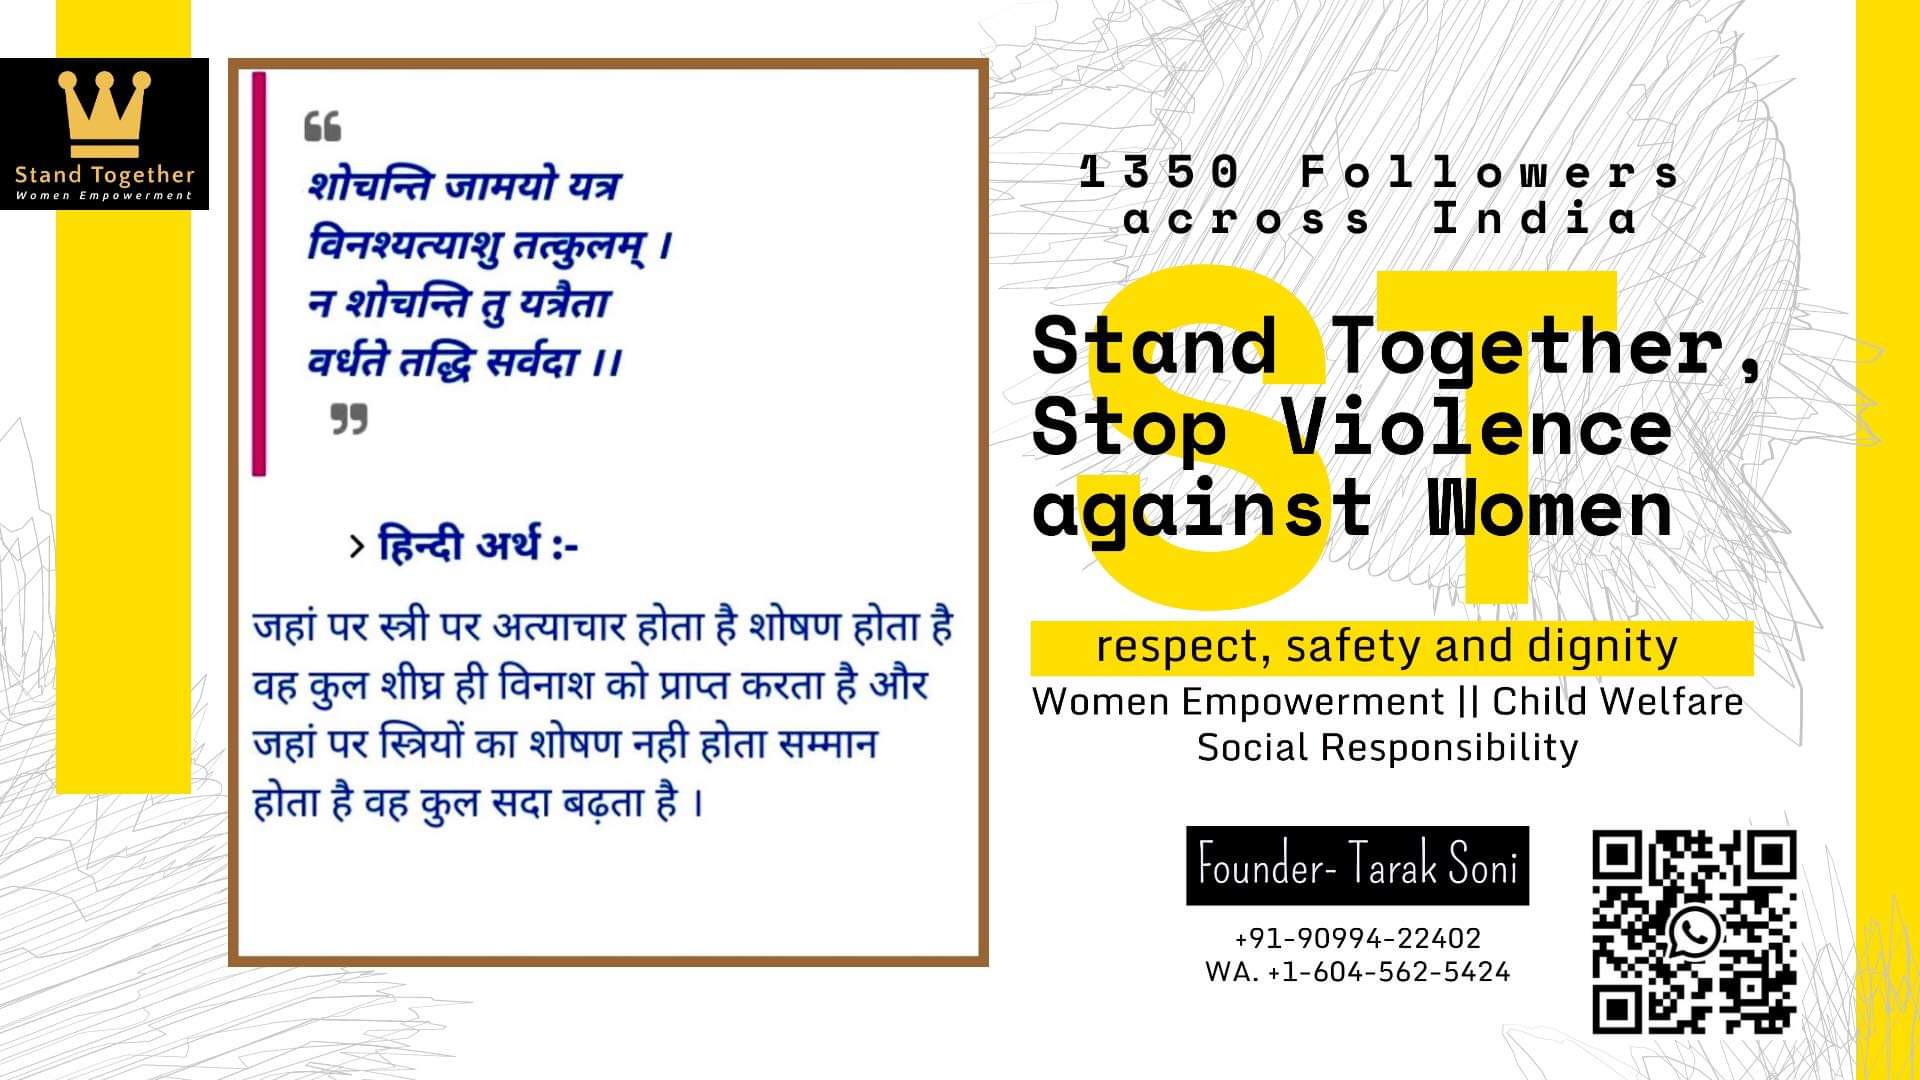 Stand Together
Women Empowerment
“
शोचन्ति जामयो यत्र
विनश्यत्याशु तत्कुलम् ।
न शोचन्ति तु यत्रैता
वर्धते तद्धि सर्वदा ।।
”
› हिन्दी अर्थ :-
जहां पर स्त्री पर अत्याचार होता है शोषण होता है
वह कुल शीघ्र ही विनाश को प्राप्त करता है और
जहां पर स्त्रियों का शोषण नही होता सम्मान
होता है वह कुल सदा बढ़ता है ।
1350 Followers
across India
ST
Stand Together,
Stop Violence
against Women
respect, safety and dignity
Women Empowerment || Child Welfare
Social Responsibility
Founder- Tarak Soni
+91-90994-22402
WA. +1-604-562-5424